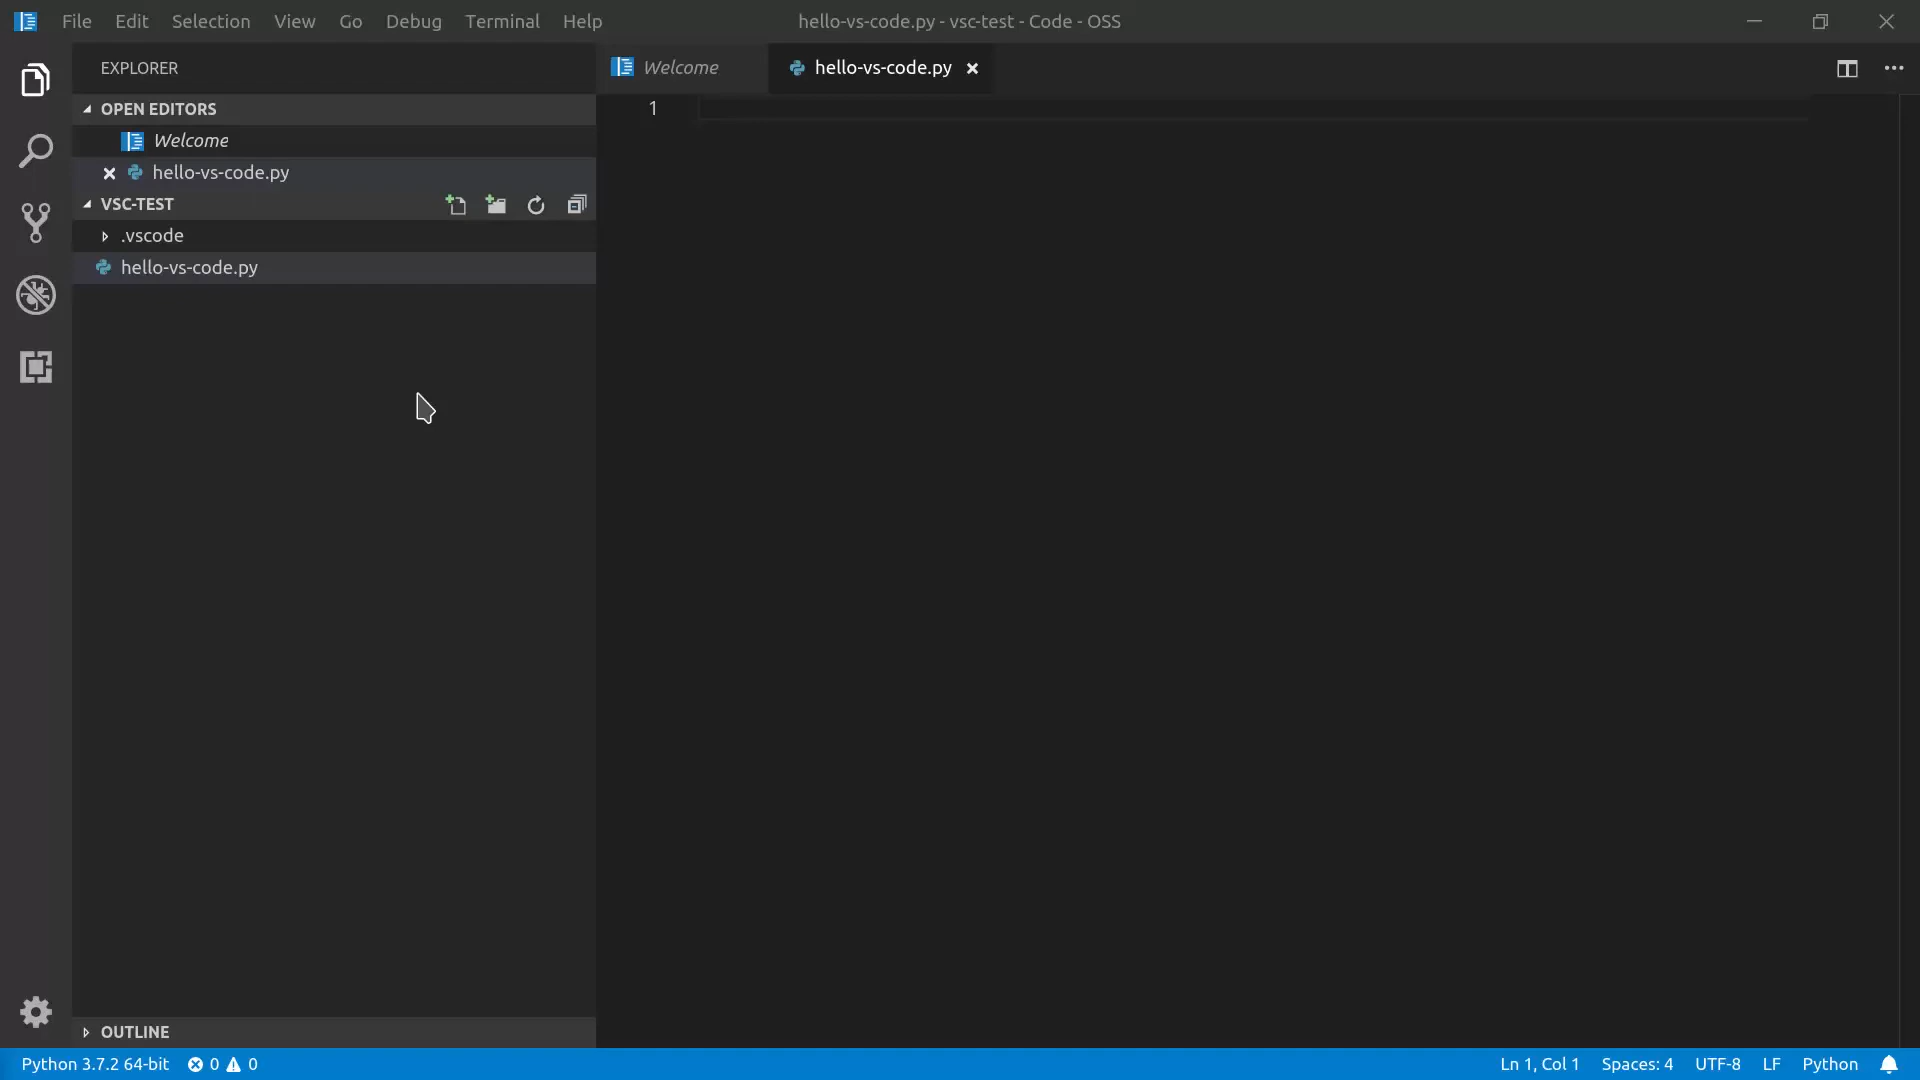 File Edit Selection View Go Debug Terminal Help
hello-vs-code.py - vsc-test - Code - OSS
EXPLORER
OPEN EDITORS
Welcome
hello-vs-code.py
VSC-TEST
.vscode
hello-vs-code.py
OUTLINE
Welcome
hello-vs-code.py
1
Python 3.7.2 64-bit 0 0
Ln 1, Col 1 Spaces: 4 UTF-8 LF Python